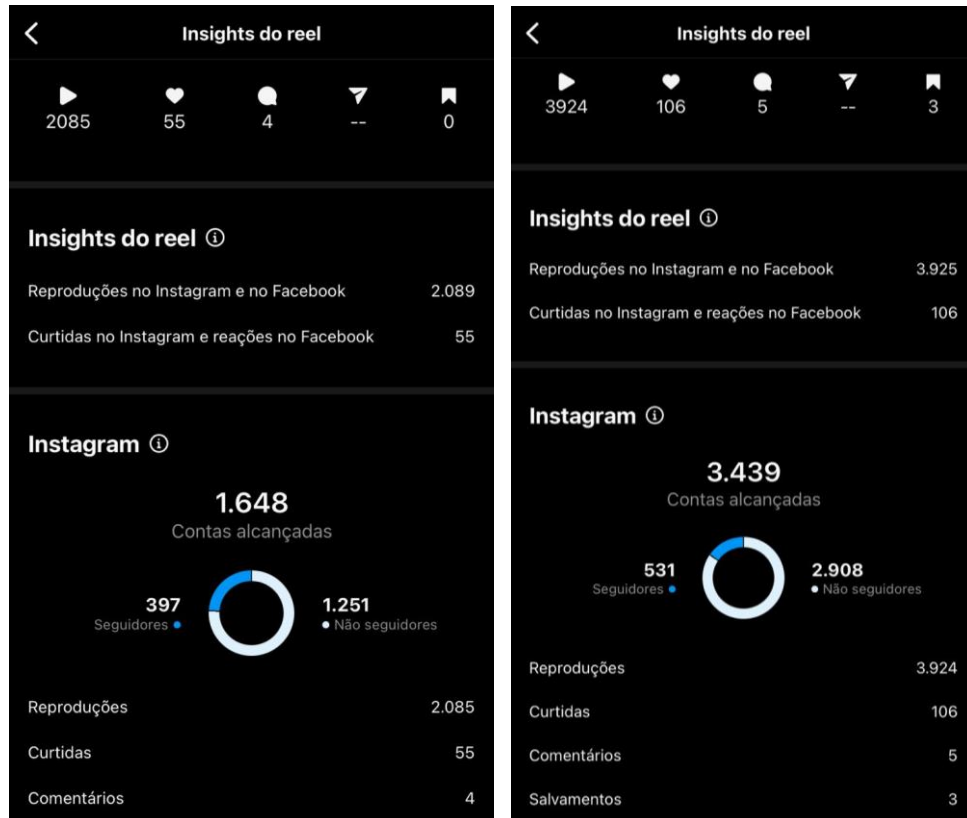 Insights do reel
2085 55 4 -- 0
Insights do reel
Reproduções no Instagram e no Facebook 2.089
Curtidas no Instagram e reações no Facebook 55
Instagram
1.648
Contas alcançadas
397 1.251
Seguidores Não seguidores
Reproduções 2.085
Curtidas 55
Comentários 4
Insights do reel
3924 106 5 -- 3
Insights do reel
Reproduções no Instagram e no Facebook 3.925
Curtidas no Instagram e reações no Facebook 106
Instagram
3.439
Contas alcançadas
531 2.908
Seguidores Não seguidores
Reproduções 3.924
Curtidas 106
Comentários 5
Salvamentos 3